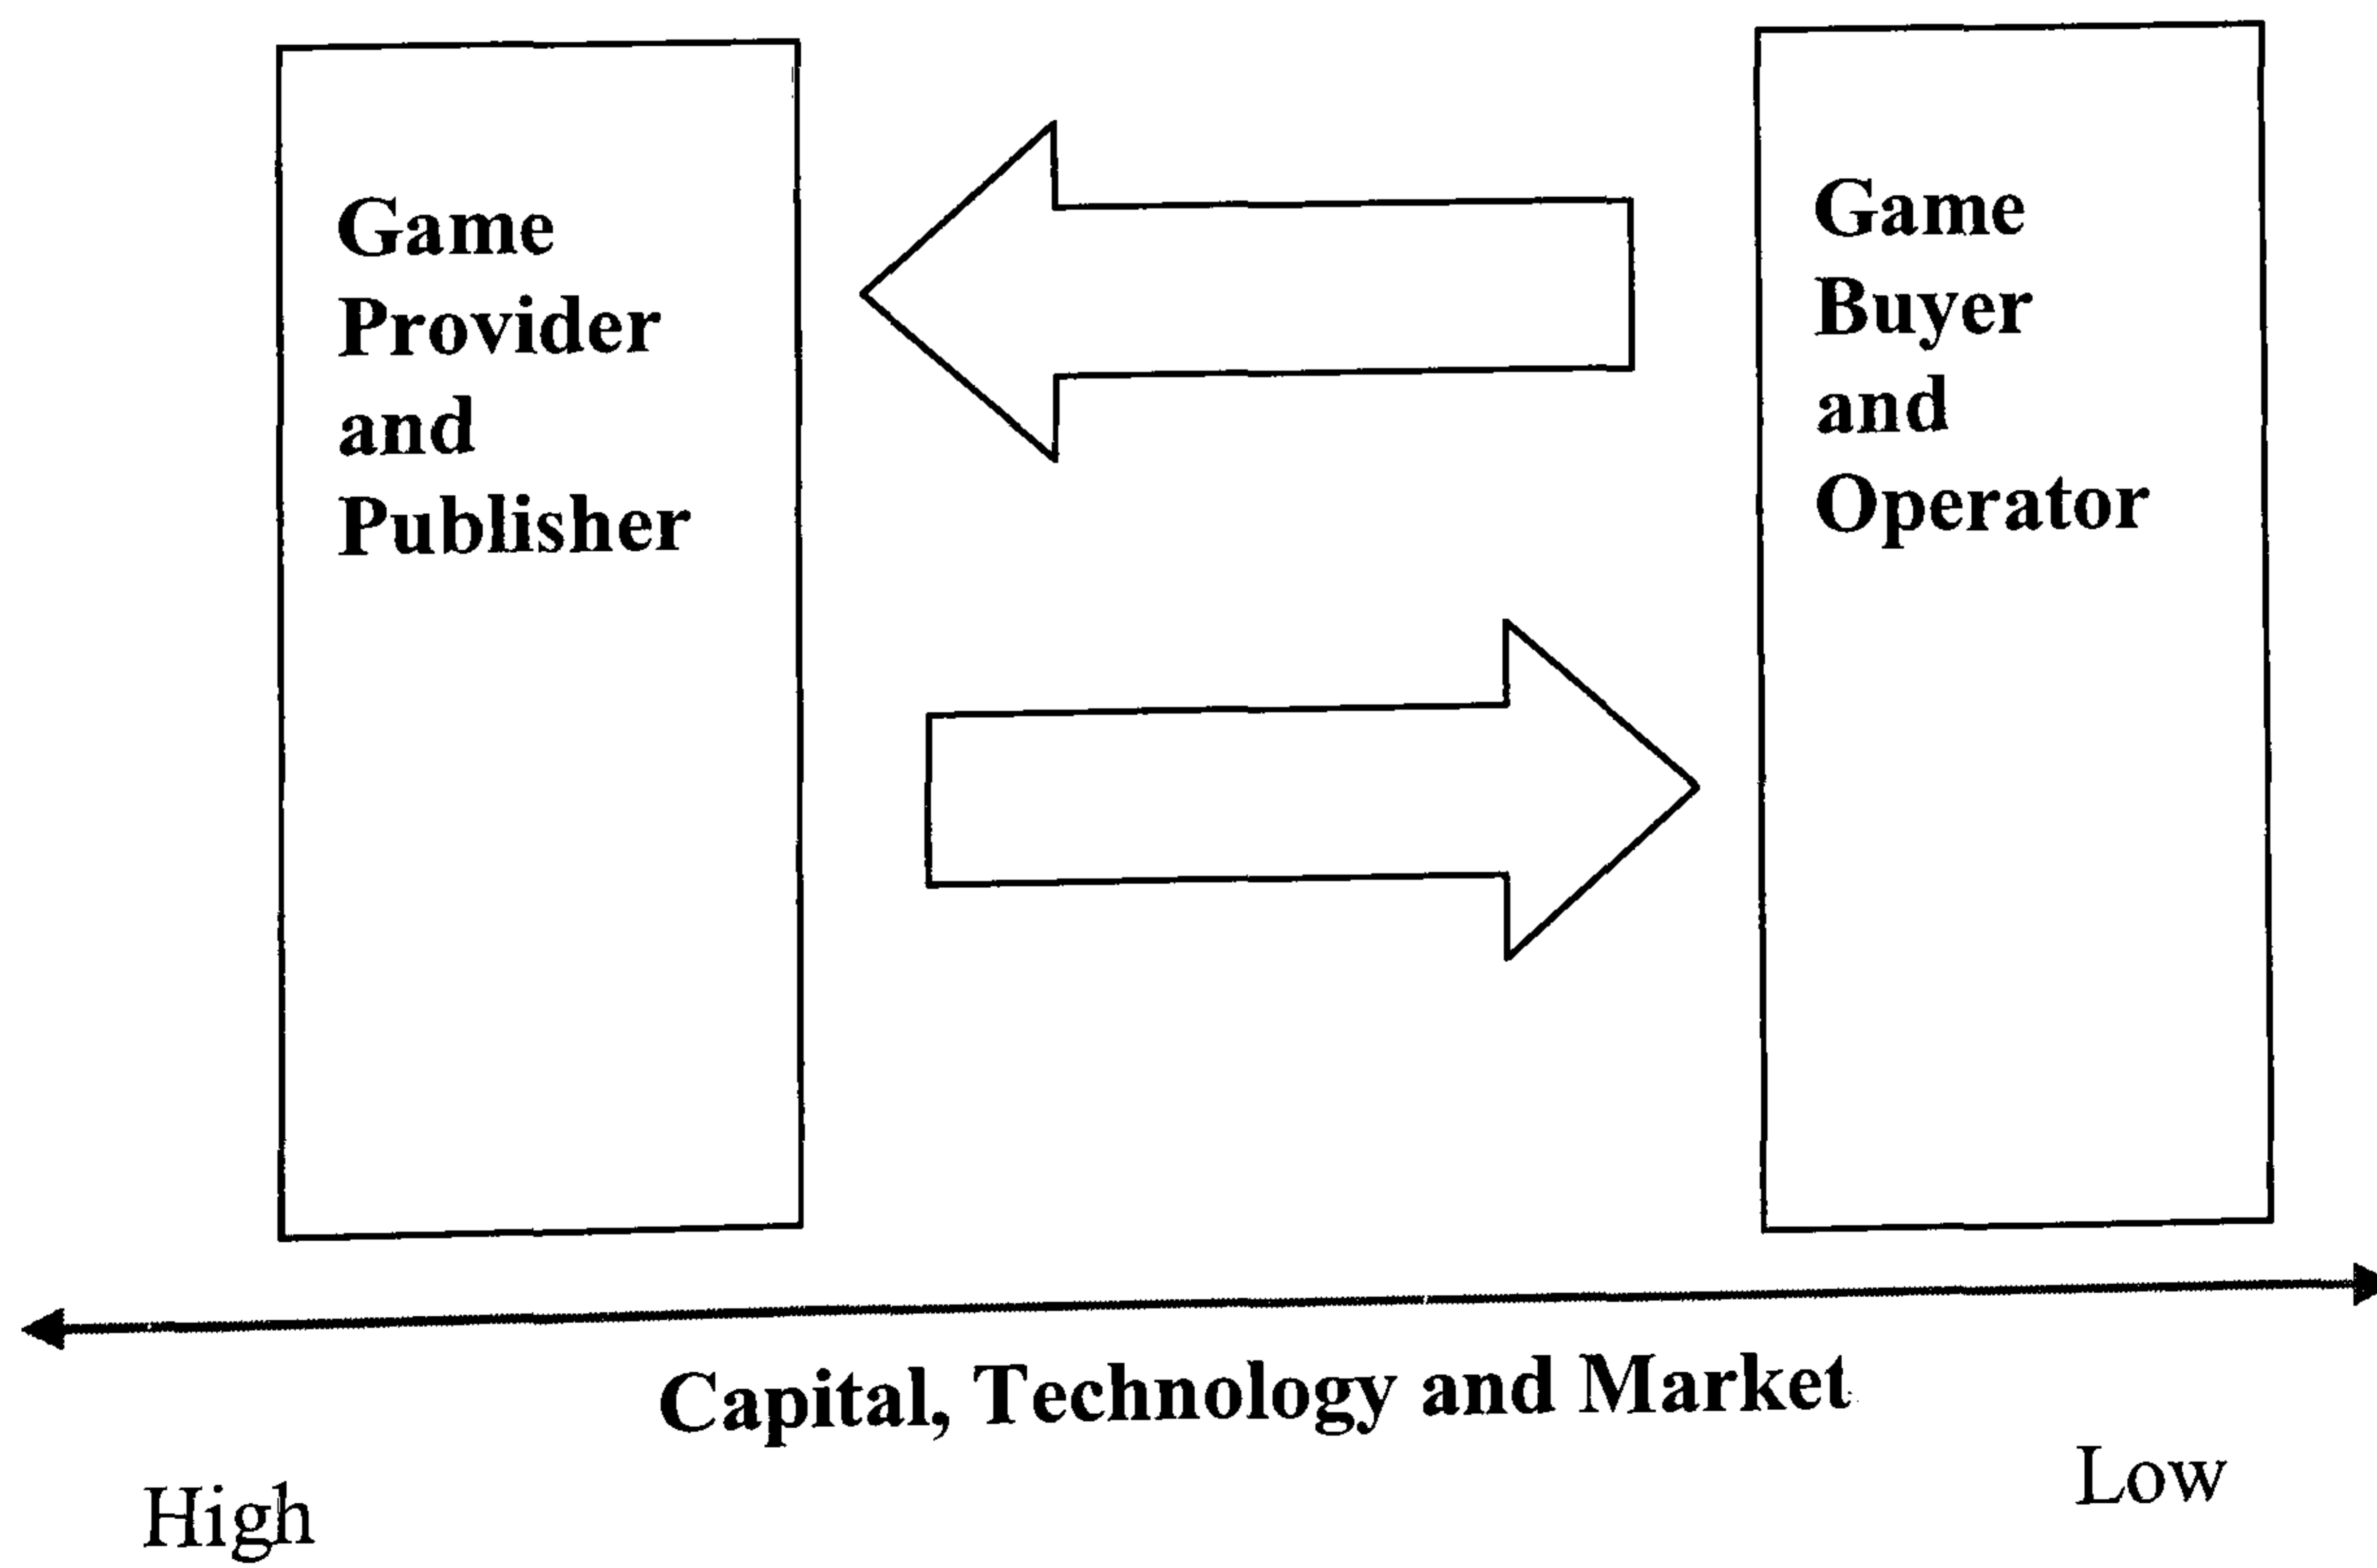 Game
Provider
and
Publisher
Game
Buyer
and
Operator
Capital, Technology and Market
High
Low